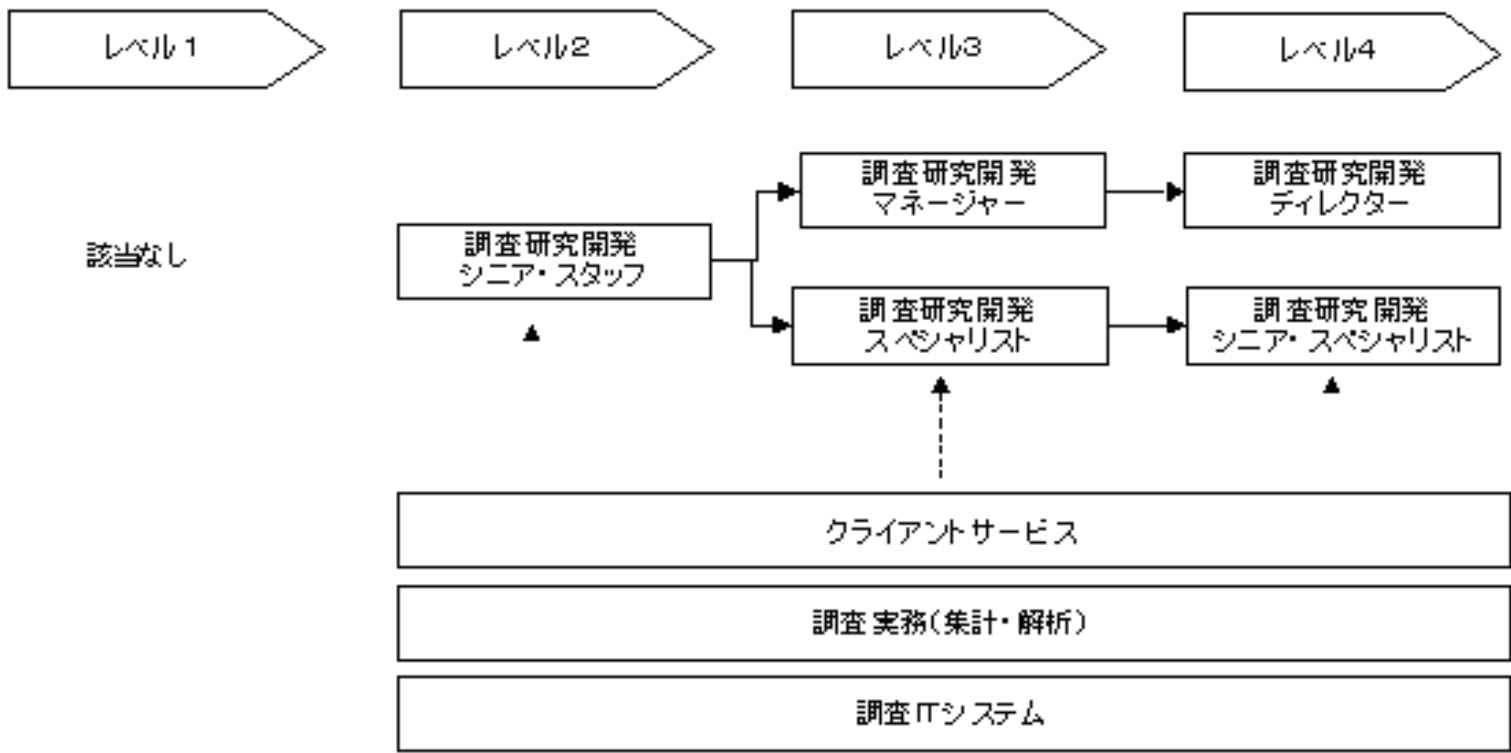 レベル1
レベル2
レベル3
レベル4
該当なし
調査研究開発
シニア・スタッフ
調査研究開発
マネージャー
調査研究開発
ディレクター
調査研究開発
スペシャリスト
調査研究開発
シニア・スペシャリスト
クライアントサービス
調査実務(集計・解析)
調査ITシステム